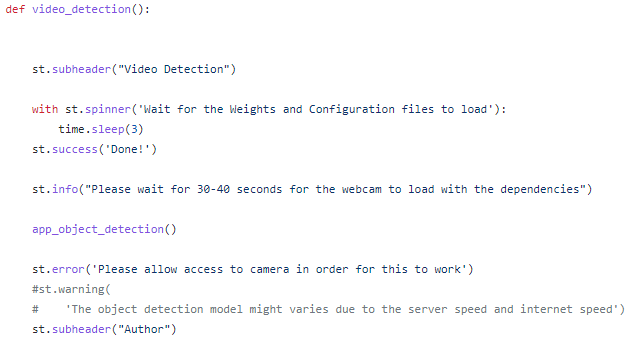 def video_detection():
st.subheader("Video Detection")
with st.spinner('Wait for the Weights and Configuration files to load'):
time.sleep(3)
st.success('Done!')
st.info("Please wait for 30-40 seconds for the webcam to load with the dependencies")
app_object_detection()
st.error('Please allow access to camera in order for this to work')
#st.warning(
#    'The object detection model might varies due to the server speed and internet speed')
st.subheader("Author")